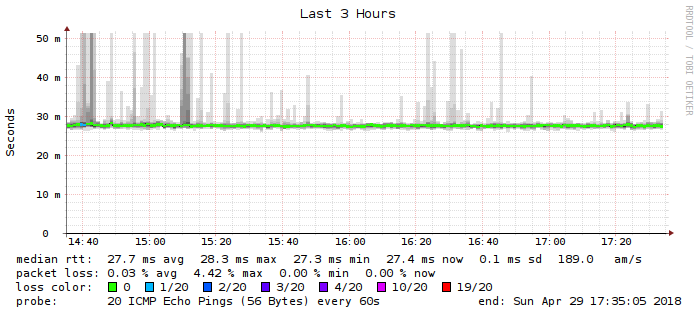 Last 3 Hours
RRDTOOL / TOBI OETIKER
Seconds
50 m
40 m
30 m
20 m
10 m
0
14:40 15:00 15:20 15:40 16:00 16:20 16:40 17:00 17:20
median rtt: 27.7 ms avg 28.3 ms max 27.3 ms min 27.4 ms now 0.1 ms sd 189.0 am/s
packet loss: 0.03 % avg 4.42 % max 0.00 % min 0.00 % now
loss color: 0 1/20 2/20 3/20 4/20 10/20 19/20
probe: 20 ICMP Echo Pings (56 Bytes) every 60s end: Sun Apr 29 17:35:05 2018